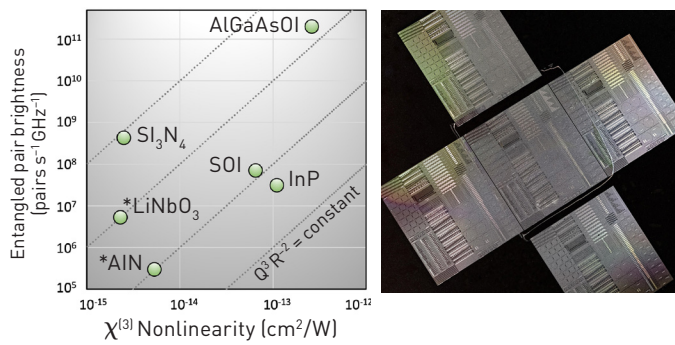 Entangled pair brightness
(pairs s⁻¹ GHz⁻¹)
10¹¹
10¹⁰
10⁹
10⁸
10⁷
10⁶
10⁵
AlGaAsOI
SI₃N₄
SOI
InP
*LiNbO₃
*AlN
Q³ R⁻² = constant
10⁻¹⁵
10⁻¹⁴
10⁻¹³
10⁻¹²
χ⁽³⁾ Nonlinearity (cm²/W)